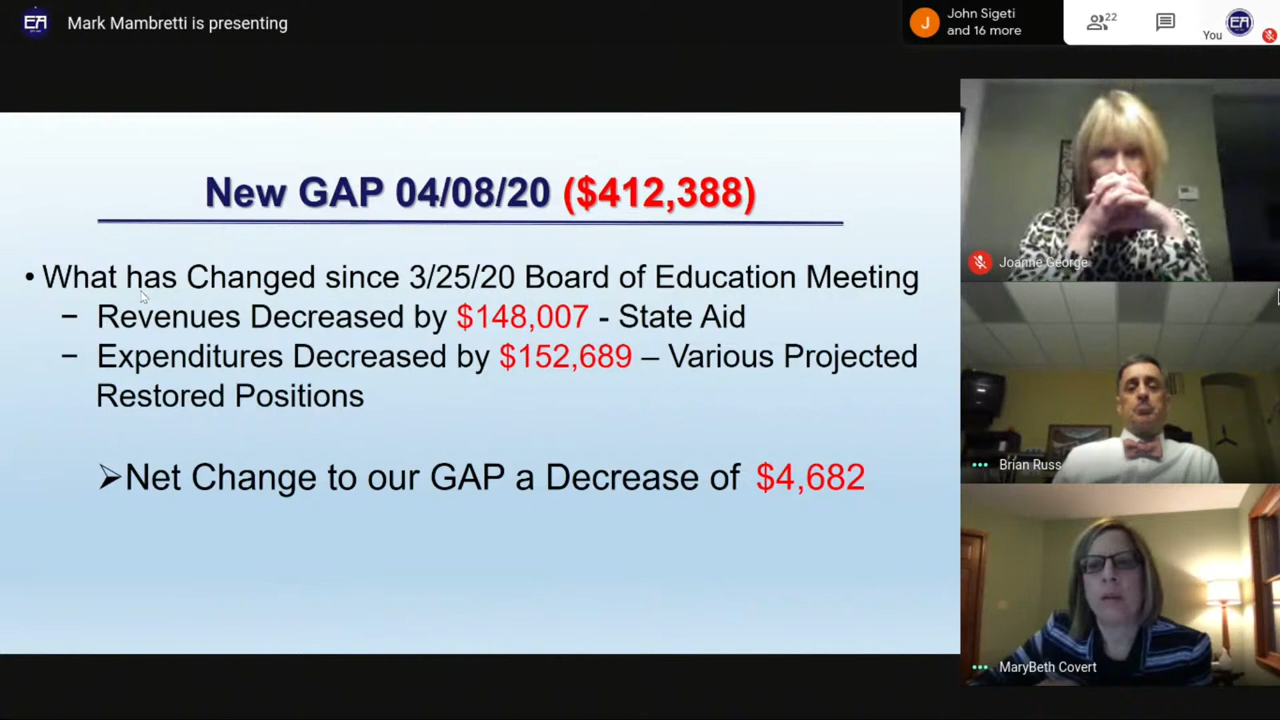 EA
Mark Mambretti is presenting
J
John Sigeti
and 16 more
22
You
EA
New GAP 04/08/20 ($412,388)
• What has Changed since 3/25/20 Board of Education Meeting
− Revenues Decreased by $148,007 - State Aid
− Expenditures Decreased by $152,689 – Various Projected
Restored Positions
➢Net Change to our GAP a Decrease of $4,682
Joanne George
Brian Russ
MaryBeth Covert